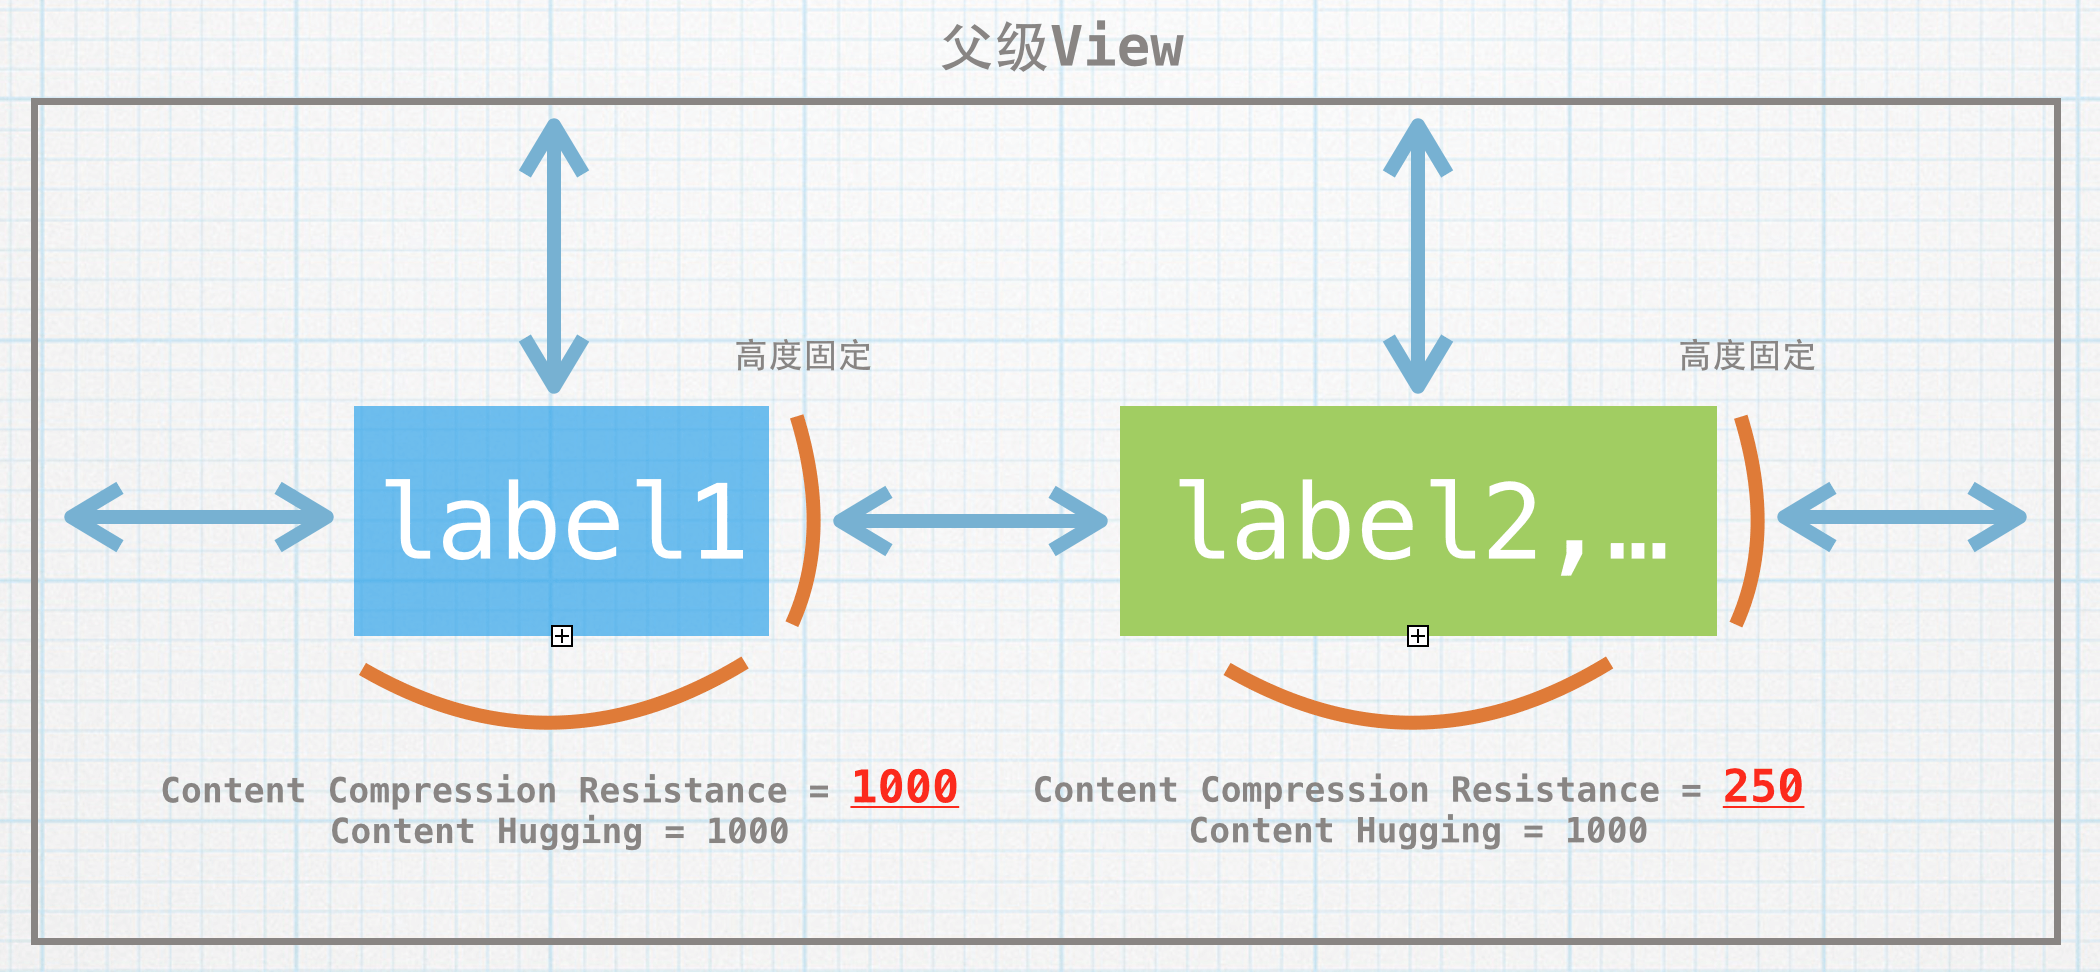 父级View
高度固定
高度固定
label1
label2,…
Content Compression Resistance = 1000
Content Hugging = 1000
Content Compression Resistance = 250
Content Hugging = 1000